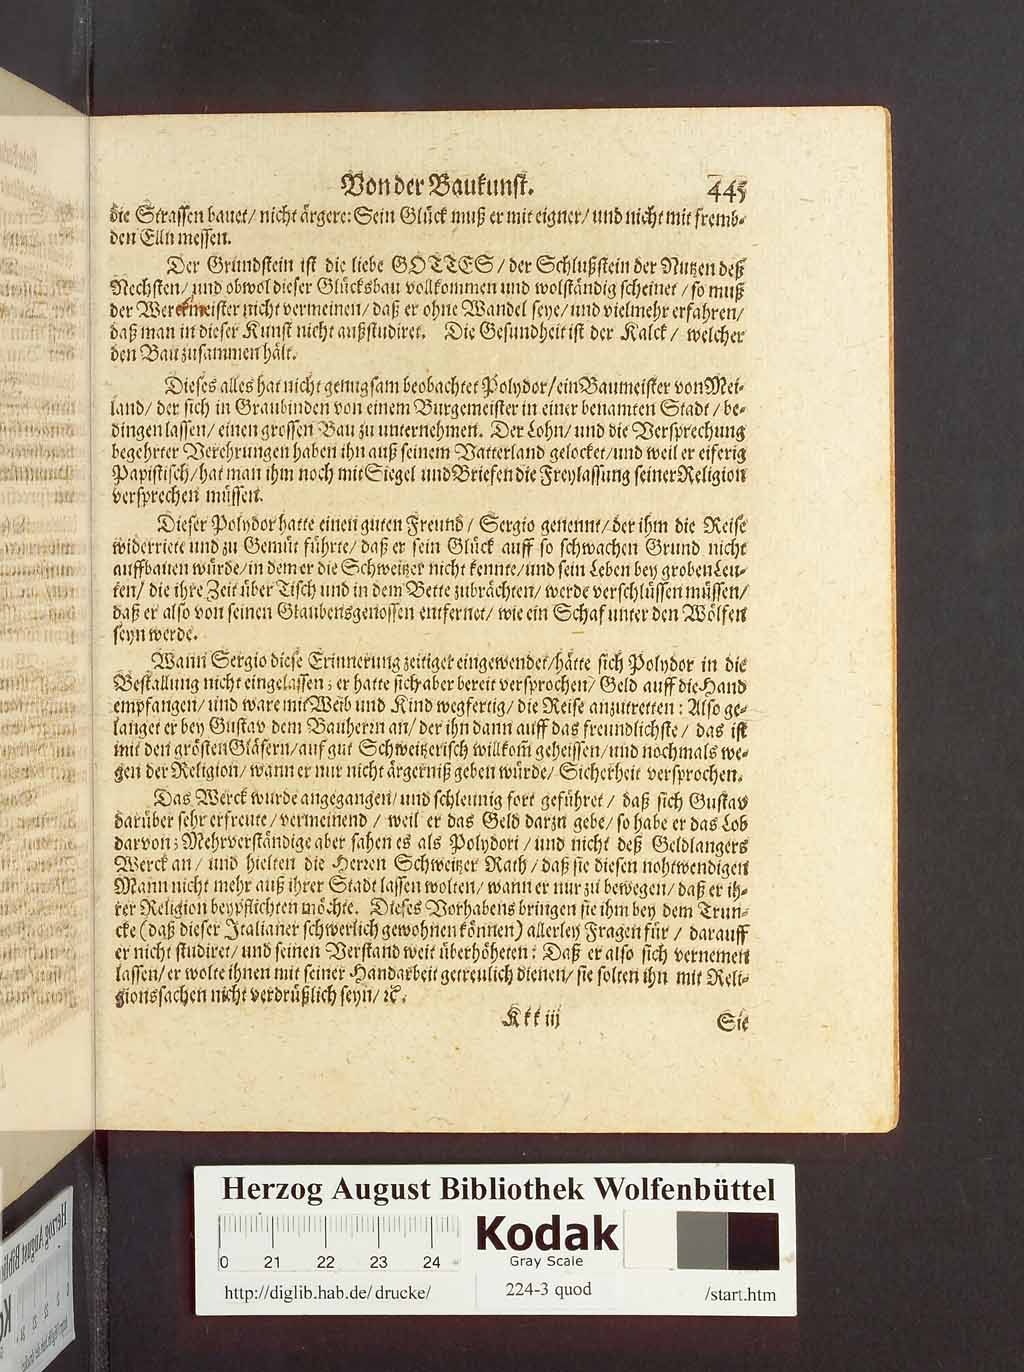 Von der Baukunst. 445
die Strassen bauet/ nicht ärgere: Sein Glück muß er mit eigner/ und nicht mit fremb-
den Elln messen.
Der Grundstein ist die liebe GOTTES/ der Schlußstein der Nutzen deß
Nechsten/ und obwol dieser Glücksbau vollkommen und wolständig scheinet/ so muß
der Werckmeister nicht vermeinen/ daß er ohne Wandel seye/ und vielmehr erfahren/
daß man in dieser Kunst nicht außstudiret. Die Gesundheit ist der Kalck/ welcher
den Bau zusammen hält.
Dieses alles hat nicht genugsam beobachtet Polydor/ ein Baumeister von Mei-
land/ der sich in Graubinden von einem Burgemeister in einer benamten Stadt/ be-
dingen lassen/ einen grossen Bau zu unternehmen. Der Lohn/ und die Versprechung
begehrter Verehrungen haben ihn auß seinem Vatterland gelocket/ und weil er eiferig
Papistisch/ hat man ihm noch mit Siegel und Briefen die Freylassung seiner Religion
versprechen müssen.
Dieser Polydor hatte einen guten Freund/ Sergio genennt/ der ihm die Reise
widerriete und zu Gemüt führte/ daß er sein Glück auff so schwachen Grund nicht
auffbauen würde/ in dem er die Schweitzer nicht kennte/ und sein Leben bey groben Leu-
ten/ die ihre Zeit über Tisch und in dem Bette zubrächten/ werde verschlüssen müssen/
daß er also von seinen Glaubensgenossen entfernet/ wie ein Schaf unter den Wölfen
seyn werde.
Wann Sergio diese Erinnerung zeitiger eingewendet/ hätte sich Polydor in die
Bestallung nicht eingelassen; er hatte sich aber bereit versprochen/ Geld auff die Hand
empfangen/ und ware mit Weib und Kind wegfertig/ die Reise anzutretten: Also ge-
langet er bey Gustav dem Bauherrn an/ der ihn dann auff das freundlichste/ das ist
mit den grösten Gläsern/ auf gut Schweitzerisch willkom̃ geheissen/ und nochmals we-
gen der Religion/ wann er nur nicht ärgerniß geben würde/ Sicherheit versprochen.
Das Werck wurde angegangen/ und schleunig fort geführet/ daß sich Gustav
darüber sehr erfreute/ vermeinend/ weil er das Geld darzu gebe/ so habe er das Lob
darvon; Mehrverständige aber sahen es als Polydori/ und nicht deß Geldlangers
Werck an/ und hielten die Herren Schweitzer Rath/ daß sie diesen nohtwendigen
Mann nicht mehr auß ihrer Stadt lassen wolten/ wann er nur zu bewegen/ daß er ih-
rer Religion beypflichten möchte. Dieses Vorhabens bringen sie ihm bey dem Trun-
cke (daß dieser Italianer schwerlich gewohnen können) allerley Fragen für/ darauff
er nicht studiret/ und seinen Verstand weit überhöheten: Daß er also sich vernemen
lassen/ er wolte ihnen mit seiner Handarbeit getreulich dienen/ sie solten ihn mit Reli-
gionssachen nicht verdrüßlich seyn/ ꝛc.
Kkk iij Sie
Herzog August Bibliothek Wolfenbüttel
0 21 22 23 24
Kodak
Gray Scale
http://diglib.hab.de/drucke/ 224-3 quod /start.htm